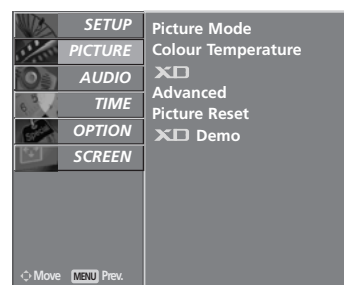 SETUP
PICTURE
AUDIO
TIME
OPTION
SCREEN
Move MENU Prev.
Picture Mode
Colour Temperature
XD
Advanced
Picture Reset
XD Demo